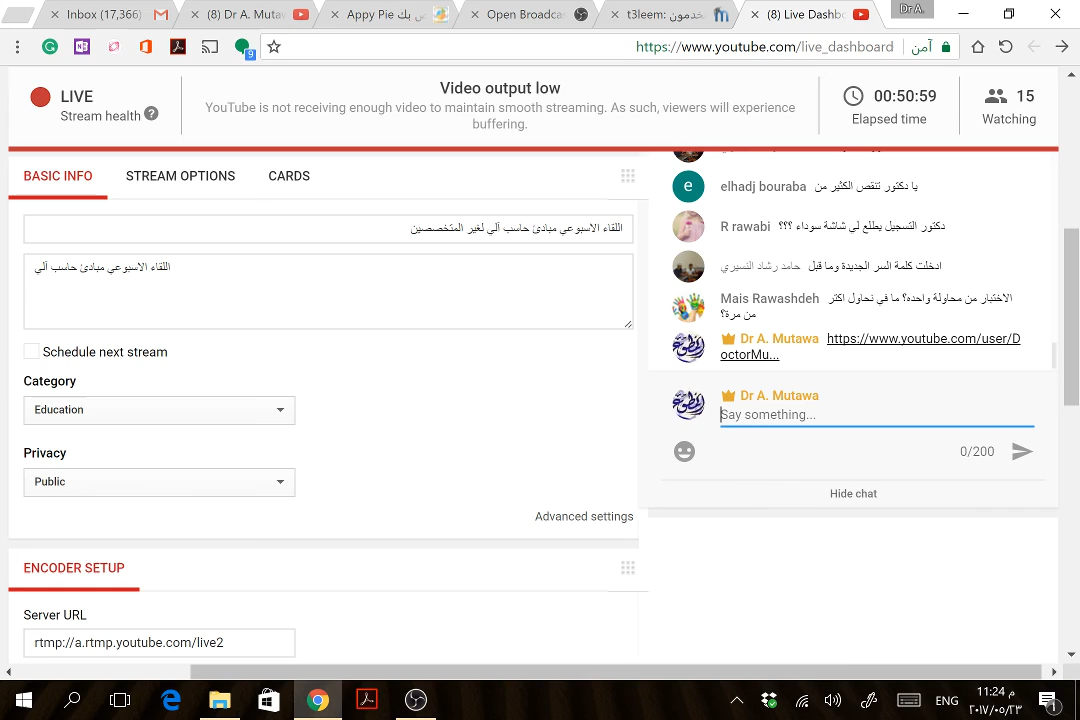 Inbox (17,366)
(8) Dr A. Mutaw
Appy Pie
Open Broadca
t3leem: مستخدمون
(8) Live Dashbo
Dr A.
https://www.youtube.com/live_dashboard
آمن
9
LIVE
Stream health ?
Video output low
YouTube is not receiving enough video to maintain smooth streaming. As such, viewers will experience
buffering.
00:50:59
Elapsed time
15
Watching
BASIC INFO
STREAM OPTIONS
CARDS
اللقاء الاسبوعي مبادئ حاسب آلي لغير المتخصصين
اللقاء الاسبوعي مبادئ حاسب آلي
Schedule next stream
Category
Education
Privacy
Public
Advanced settings
ENCODER SETUP
Server URL
rtmp://a.rtmp.youtube.com/live2
e
elhadj bouraba يا دكتور تنقص الكثير من
R rawabi دكتور التسجيل يطلع لي شاشة سوداء ؟؟؟
حامد رشاد النسيري ادخلت كلمة السر الجديدة وما قبل
Mais Rawashdeh الاختبار من محاولة واحده؟ ما في نحاول اكثر
من مرة؟
Dr A. Mutawa https://www.youtube.com/user/D
octorMu...
Dr A. Mutawa
Say something...
0/200
Hide chat
ENG
11:24 م
٢٠١٧/٠٥/٢٣
1